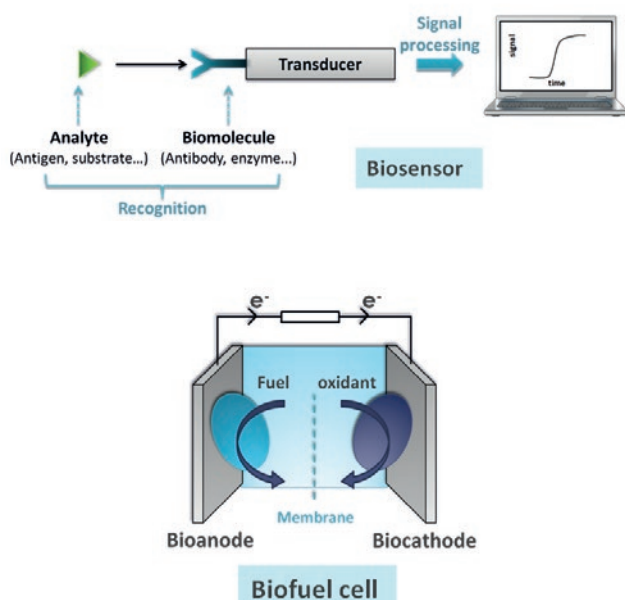 Signal
processing
Transducer
signal
time
Analyte
(Antigen, substrate...)
Biomolecule
(Antibody, enzyme...)
Recognition
Biosensor
e-
e-
Fuel
oxidant
Membrane
Bioanode
Biocathode
Biofuel cell